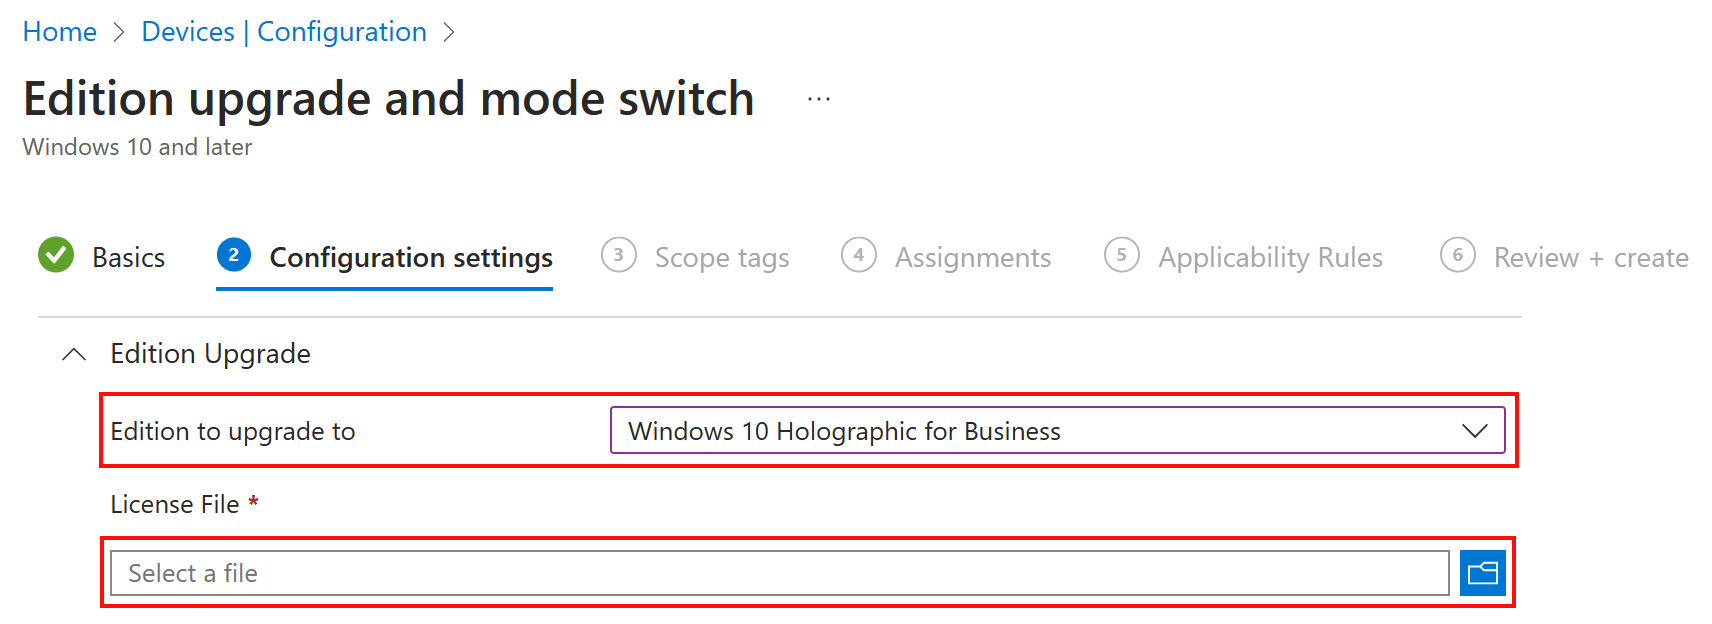 Home > Devices | Configuration >
Edition upgrade and mode switch ...
Windows 10 and later
Basics 2 Configuration settings 3 Scope tags 4 Assignments 5 Applicability Rules 6 Review + create
Edition Upgrade
Edition to upgrade to Windows 10 Holographic for Business
License File *
Select a file